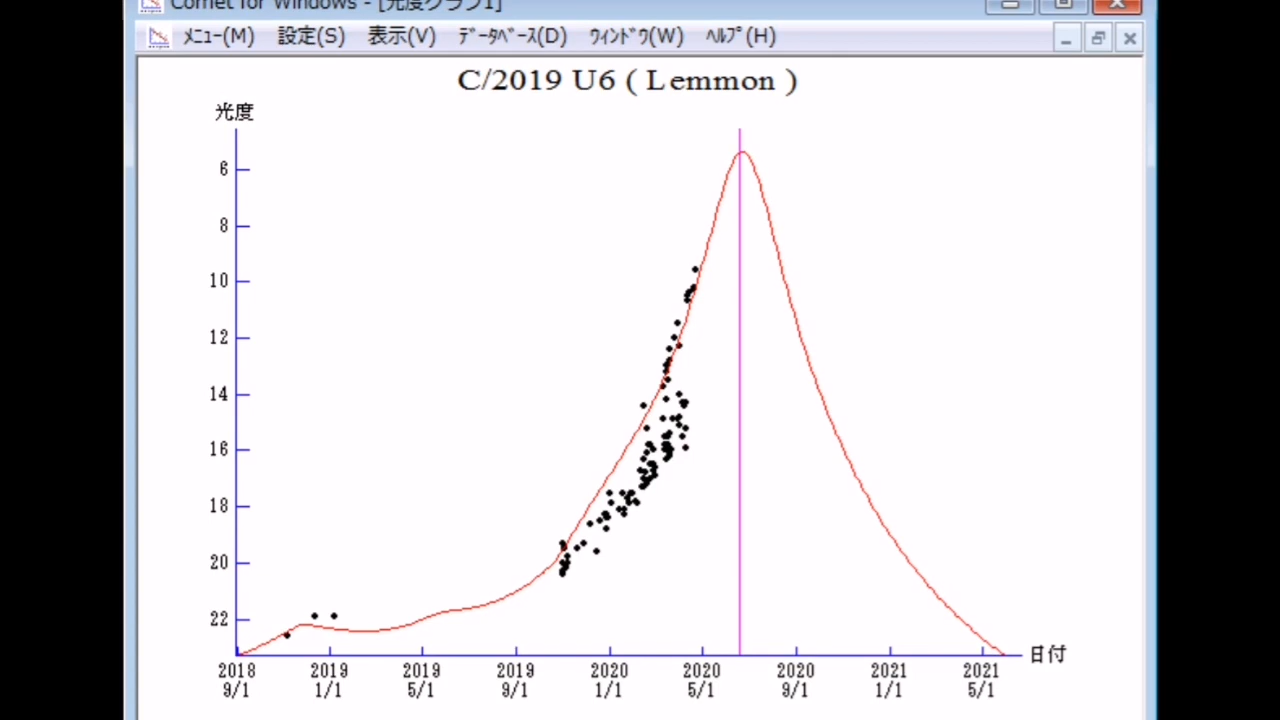 Comet for Windows - [光度グラフ1]
ﾒﾆｭｰ(M) 設定(S) 表示(V) ﾃﾞｰﾀﾍﾞｰｽ(D) ｳｨﾝﾄﾞｳ(W) ﾍﾙﾌﾟ(H)
C/2019 U6 ( Lemmon )
光度
6
8
10
12
14
16
18
20
22
日付
2018 2019 2019 2019 2020 2020 2020 2021 2021
9/1 1/1 5/1 9/1 1/1 5/1 9/1 1/1 5/1